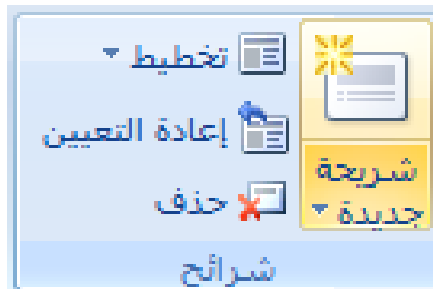 شريحة
جديدة
تخطيط
إعادة التعيين
حذف
شرائح